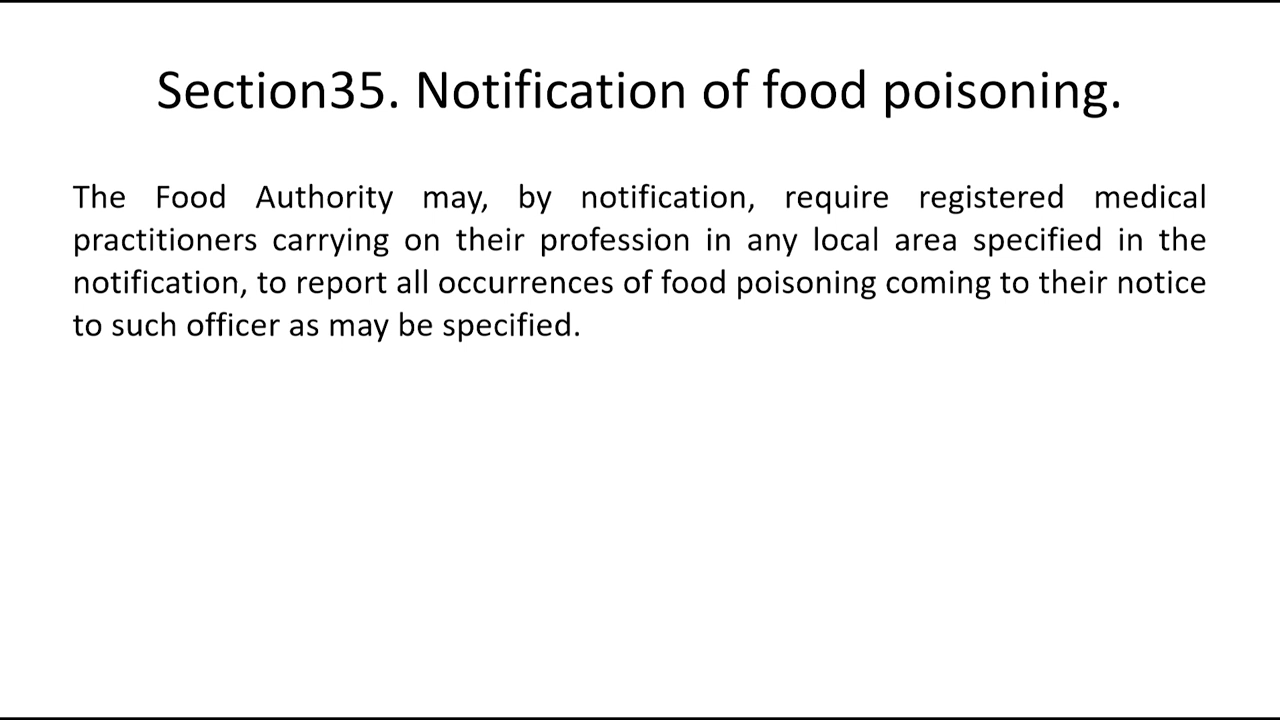 Section35. Notification of food poisoning.
The Food Authority may, by notification, require registered medical
practitioners carrying on their profession in any local area specified in the
notification, to report all occurrences of food poisoning coming to their notice
to such officer as may be specified.